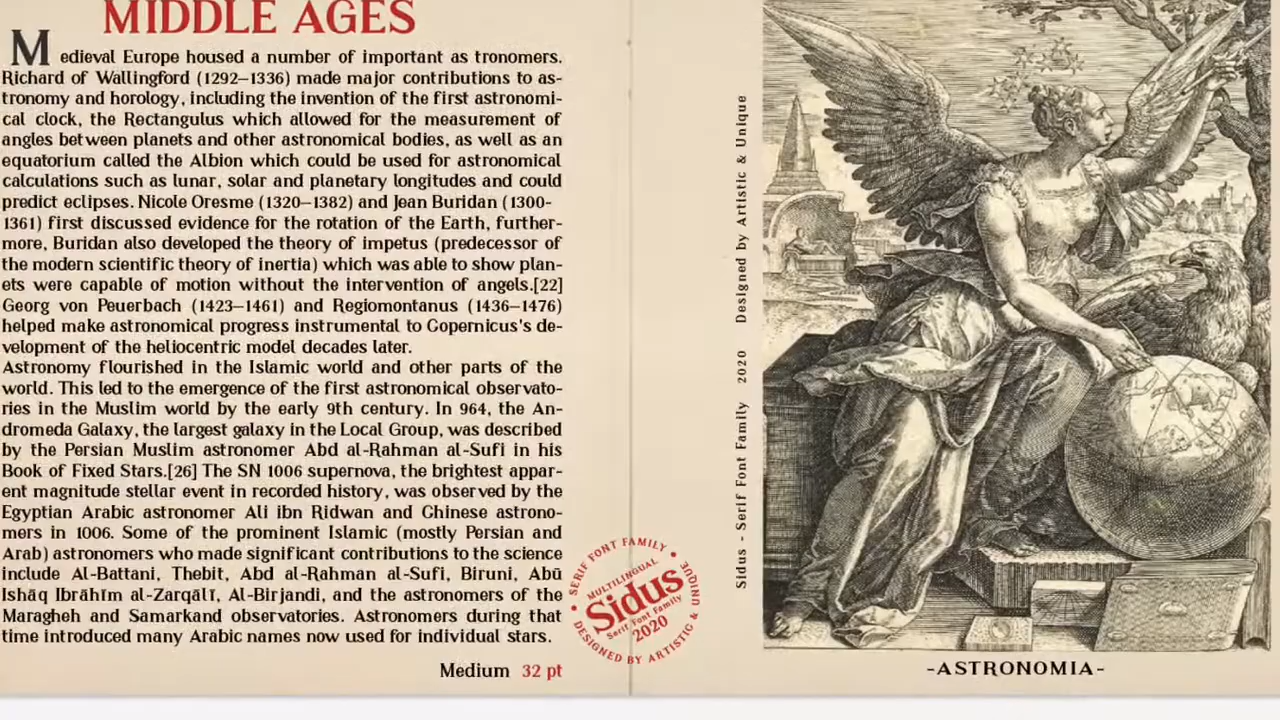 MIDDLE AGES
Medieval Europe housed a number of important as tronomers.
Richard of Wallingford (1292–1336) made major contributions to as-
tronomy and horology, including the invention of the first astronomi-
cal clock, the Rectangulus which allowed for the measurement of
angles between planets and other astronomical bodies, as well as an
equatorium called the Albion which could be used for astronomical
calculations such as lunar, solar and planetary longitudes and could
predict eclipses. Nicole Oresme (1320–1382) and Jean Buridan (1300-
1361) first discussed evidence for the rotation of the Earth, further-
more, Buridan also developed the theory of impetus (predecessor of
the modern scientific theory of inertia) which was able to show plan-
ets were capable of motion without the intervention of angels.[22]
Georg von Peuerbach (1423–1461) and Regiomontanus (1436–1476)
helped make astronomical progress instrumental to Copernicus's de-
velopment of the heliocentric model decades later.
Astronomy flourished in the Islamic world and other parts of the
world. This led to the emergence of the first astronomical observato-
ries in the Muslim world by the early 9th century. In 964, the An-
dromeda Galaxy, the largest galaxy in the Local Group, was described
by the Persian Muslim astronomer Abd al-Rahman al-Sufi in his
Book of Fixed Stars.[26] The SN 1006 supernova, the brightest appar-
ent magnitude stellar event in recorded history, was observed by the
Egyptian Arabic astronomer Ali ibn Ridwan and Chinese astrono-
mers in 1006. Some of the prominent Islamic (mostly Persian and
Arab) astronomers who made significant contributions to the science
include Al-Battani, Thebit, Abd al-Rahman al-Sufi, Biruni, Abū
Ishāq Ibrāhīm al-Zarqālī, Al-Birjandi, and the astronomers of the
Maragheh and Samarkand observatories. Astronomers during that
time introduced many Arabic names now used for individual stars.
Medium 32 pt
SERIF FONT FAMILY
MULTILINGUAL
Sidus
Serif Font Family
2020
DESIGNED BY ARTISTIC & UNIQUE
Sidus - Serif Font Family 2020 Designed by Artistic & Unique
-ASTRONOMIA-